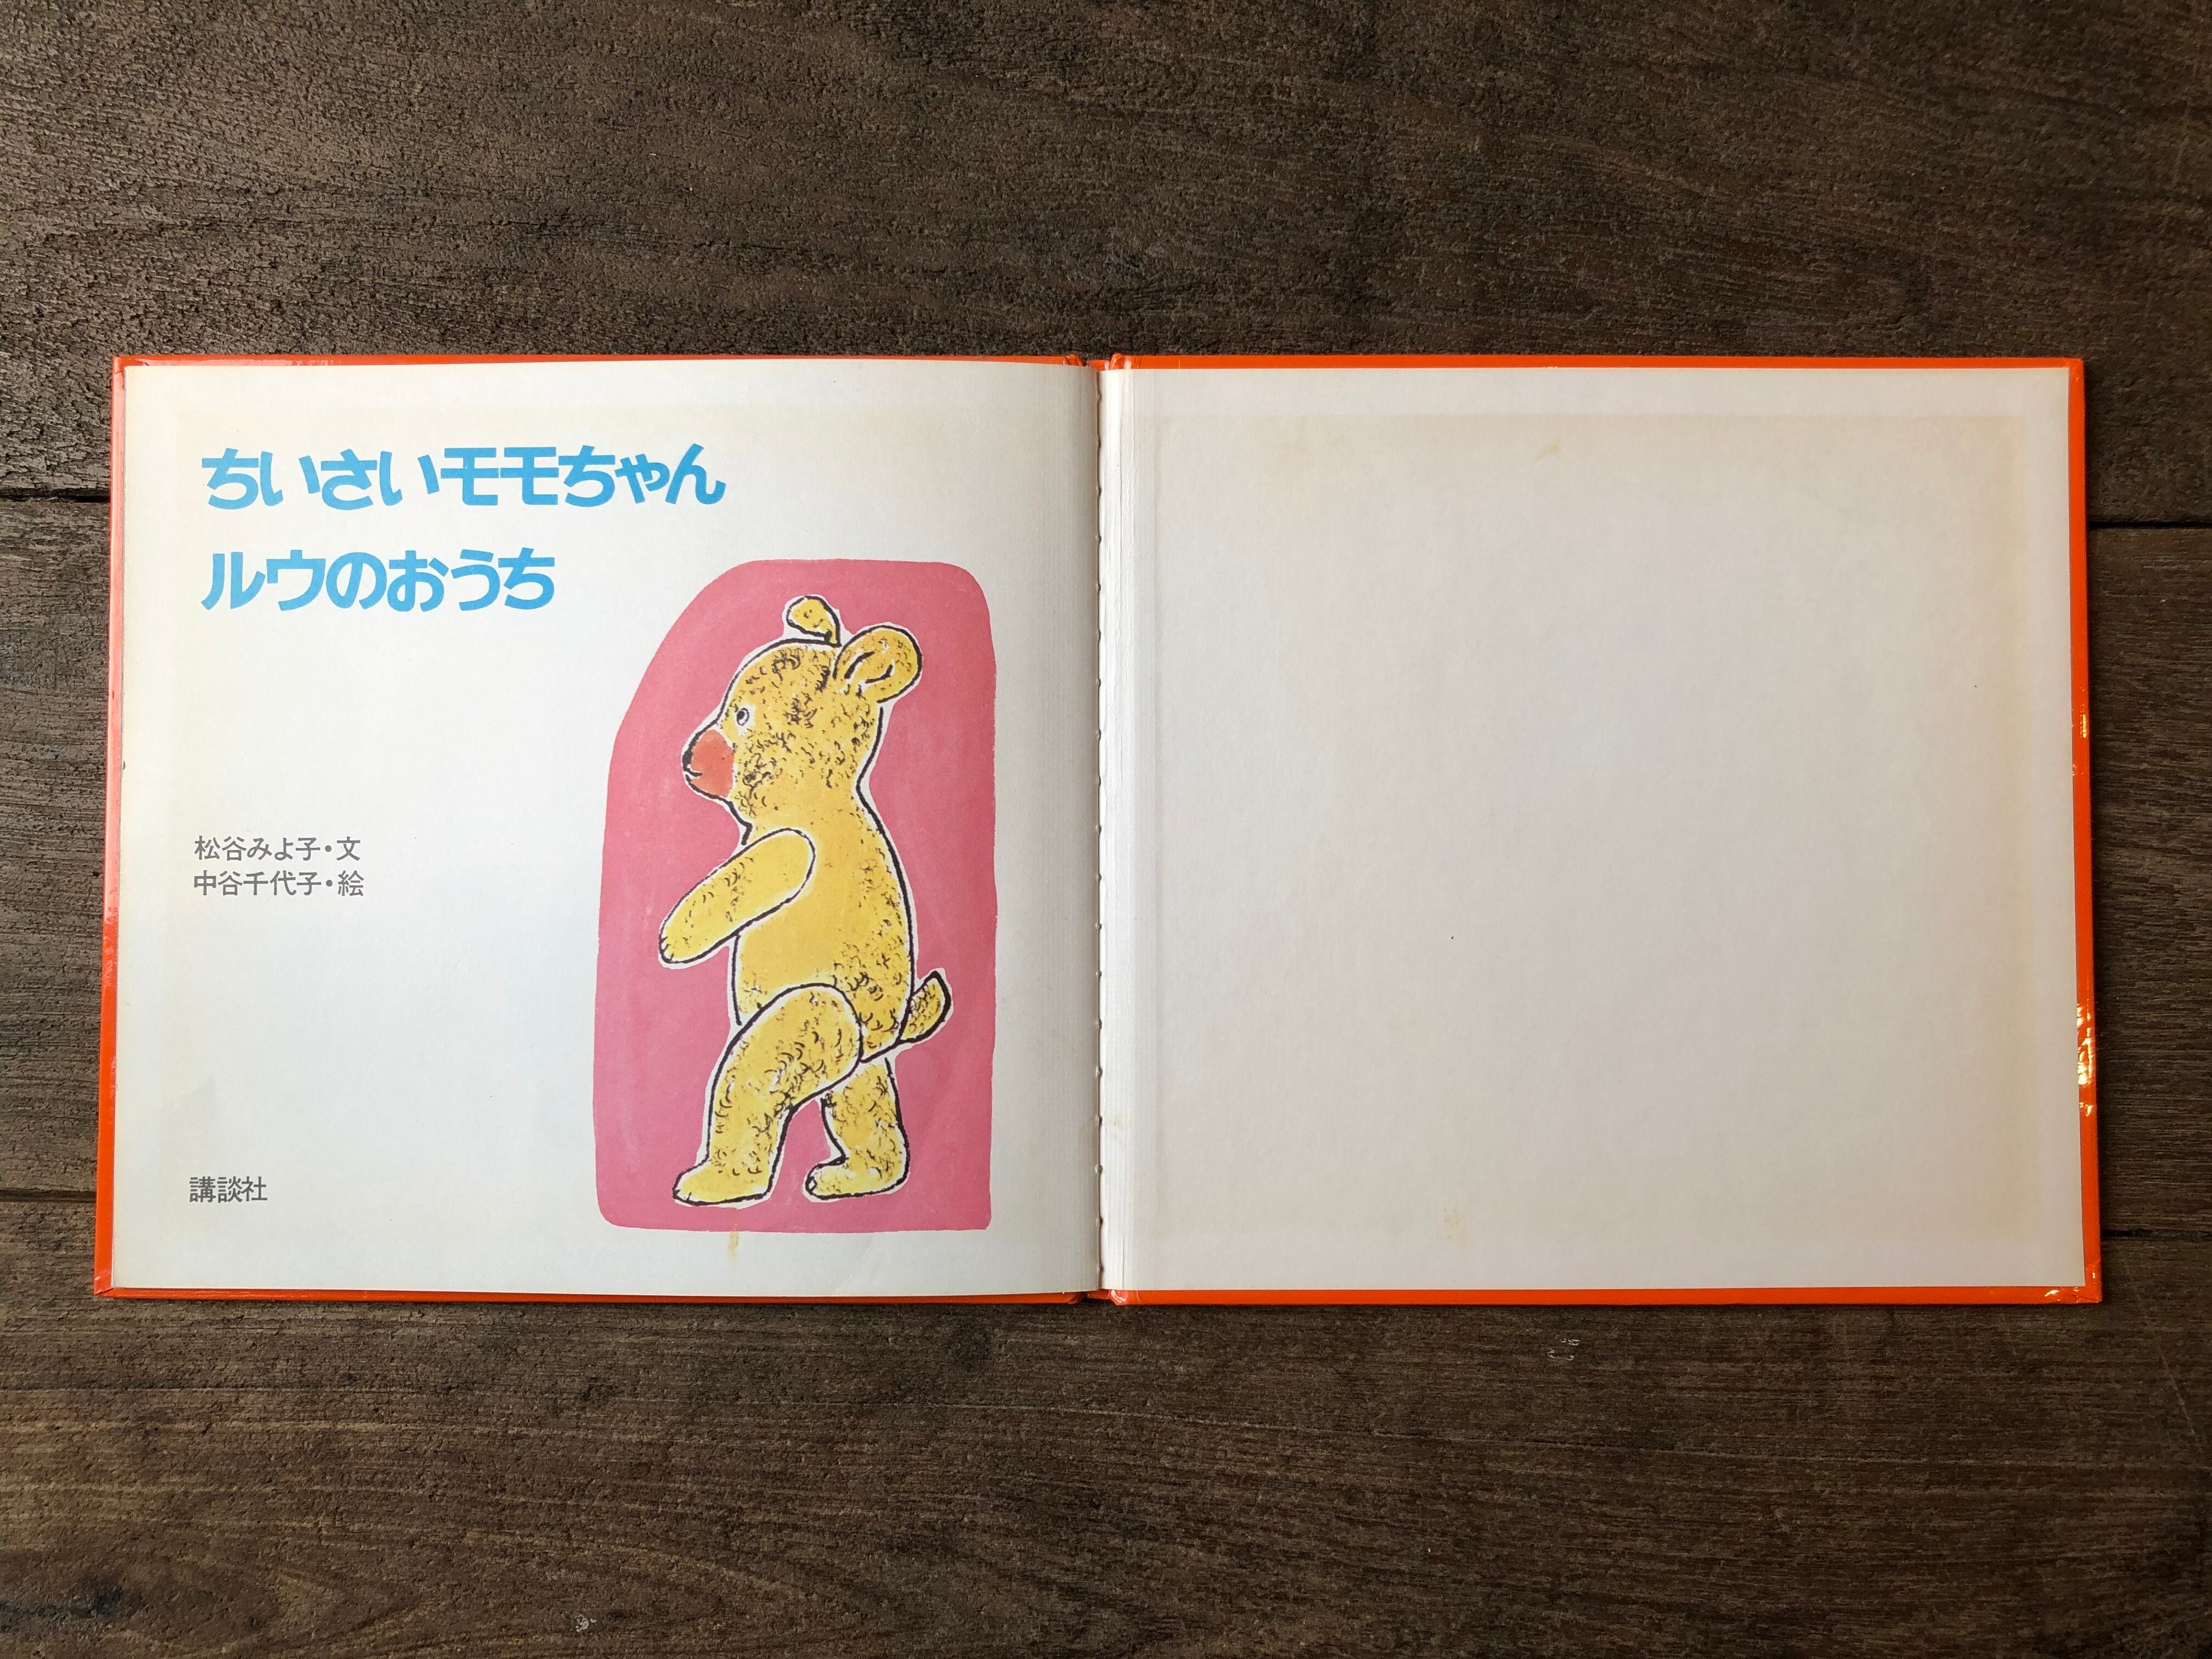 ちいさいモモちゃん
ルウのおうち
松谷みよ子・文
中谷千代子・絵
講談社